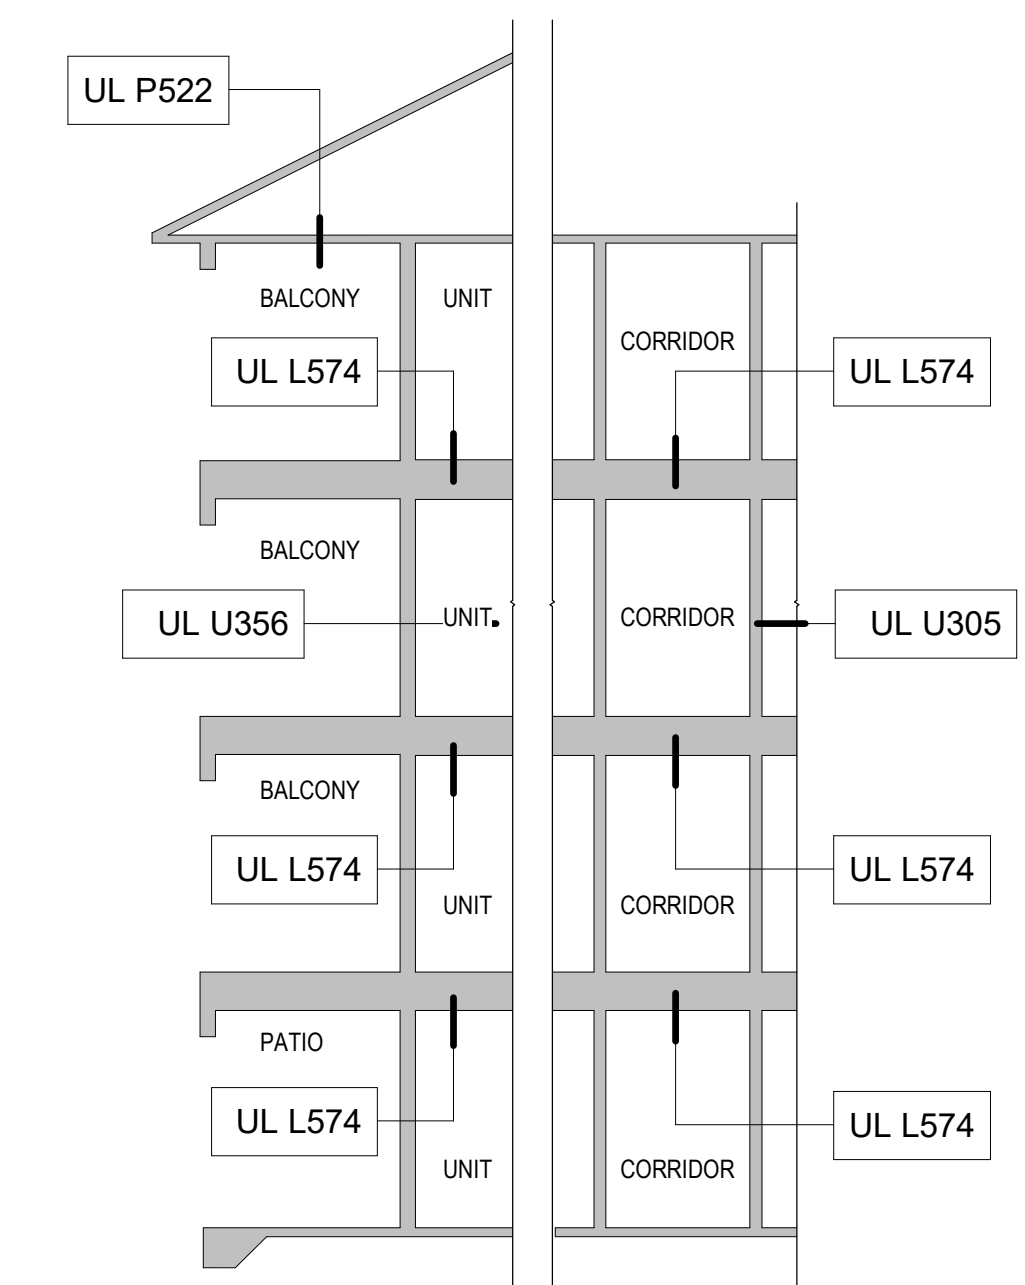 UL P522
BALCONY
UNIT
CORRIDOR
UL L574
UL L574
BALCONY
UL U356
UNIT
CORRIDOR
UL U305
BALCONY
UL L574
UL L574
UNIT
CORRIDOR
PATIO
UL L574
UL L574
UNIT
CORRIDOR